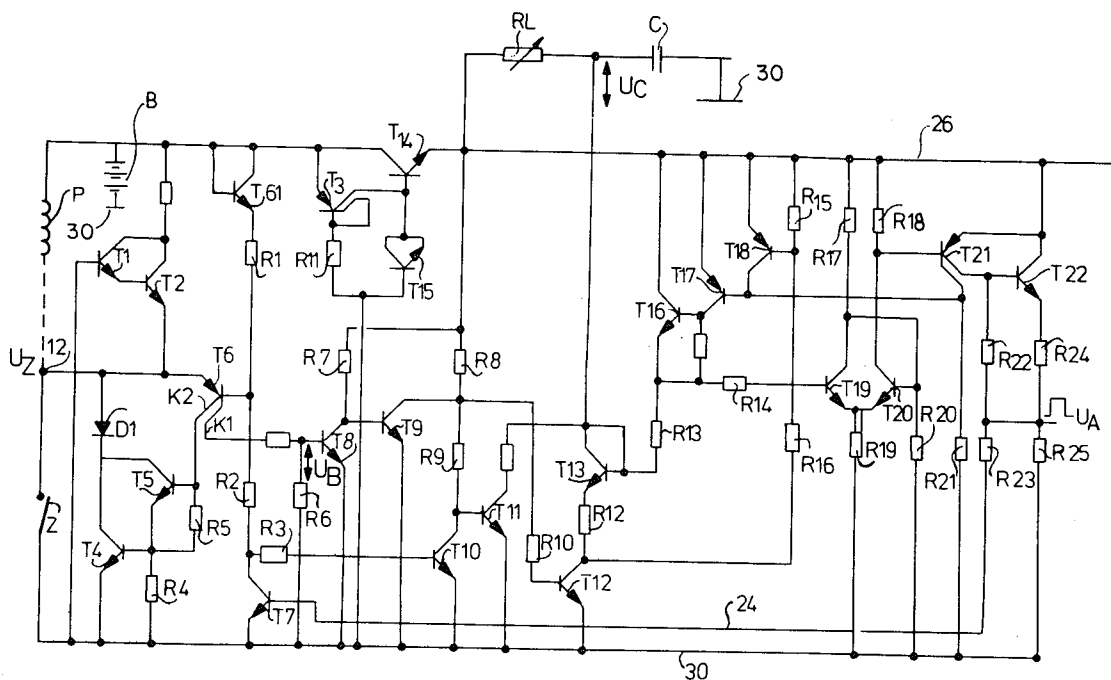 RL
C
30
UC
B
T14
26
P
30
T3
T61
R15
R18
T1
R1
R11
T18
R17
T21
T2
T15
T17
T22
UZ
12
T6
T16
K2
R7
R8
R22
R24
K1
R14
T19
T20
D1
T8
T9
UA
R13
R20
UB
R9
T13
R16
R19
R21
R23
R25
T5
R2
R6
T11
Z
R5
R3
R12
T4
R10
T10
R4
T12
T7
24
30